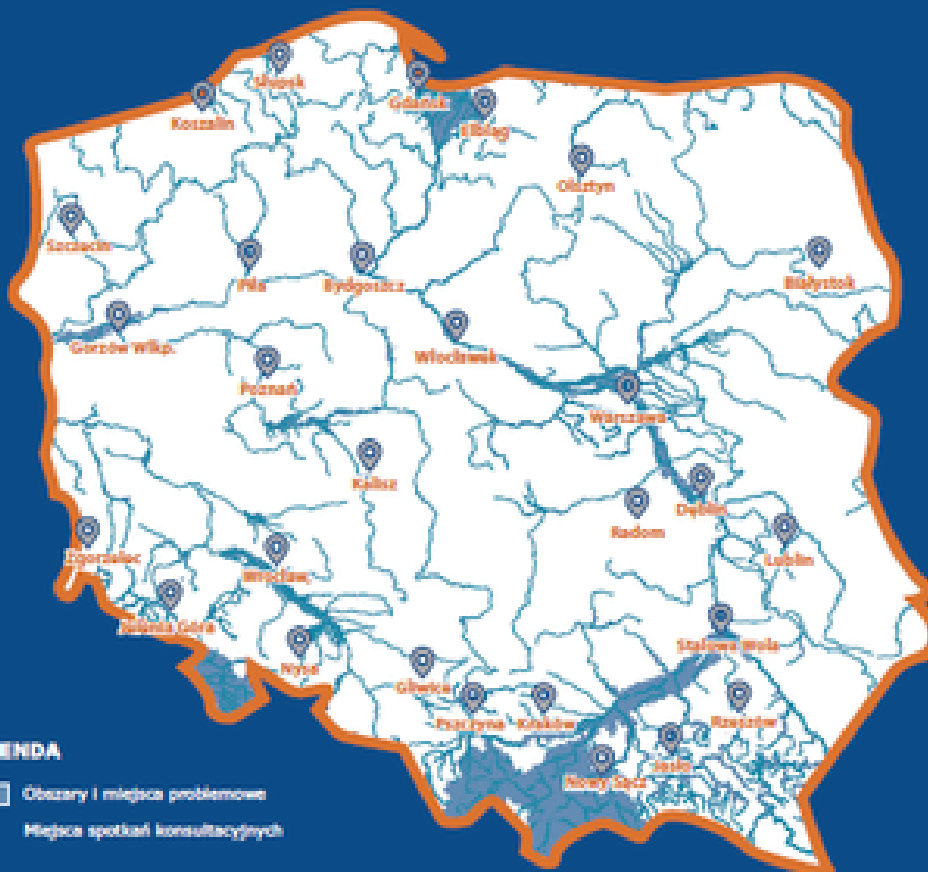 Słupsk
Gdańsk
Koszalin
Elbląg
Olsztyn
Szczecin
Piła
Bydgoszcz
Białystok
Gorzów Wlkp.
Włocławek
Poznań
Warszawa
Kalisz
Dęblin
Radom
Zgorzelec
Wrocław
Lublin
Jelenia Góra
Stalowa Wola
Nysa
Gliwice
Pszczyna
Kraków
Rzeszów
Jasło
Nowy Sącz
ENDA
Obszary i miejsca problemowe
Miejsca spotkań konsultacyjnych